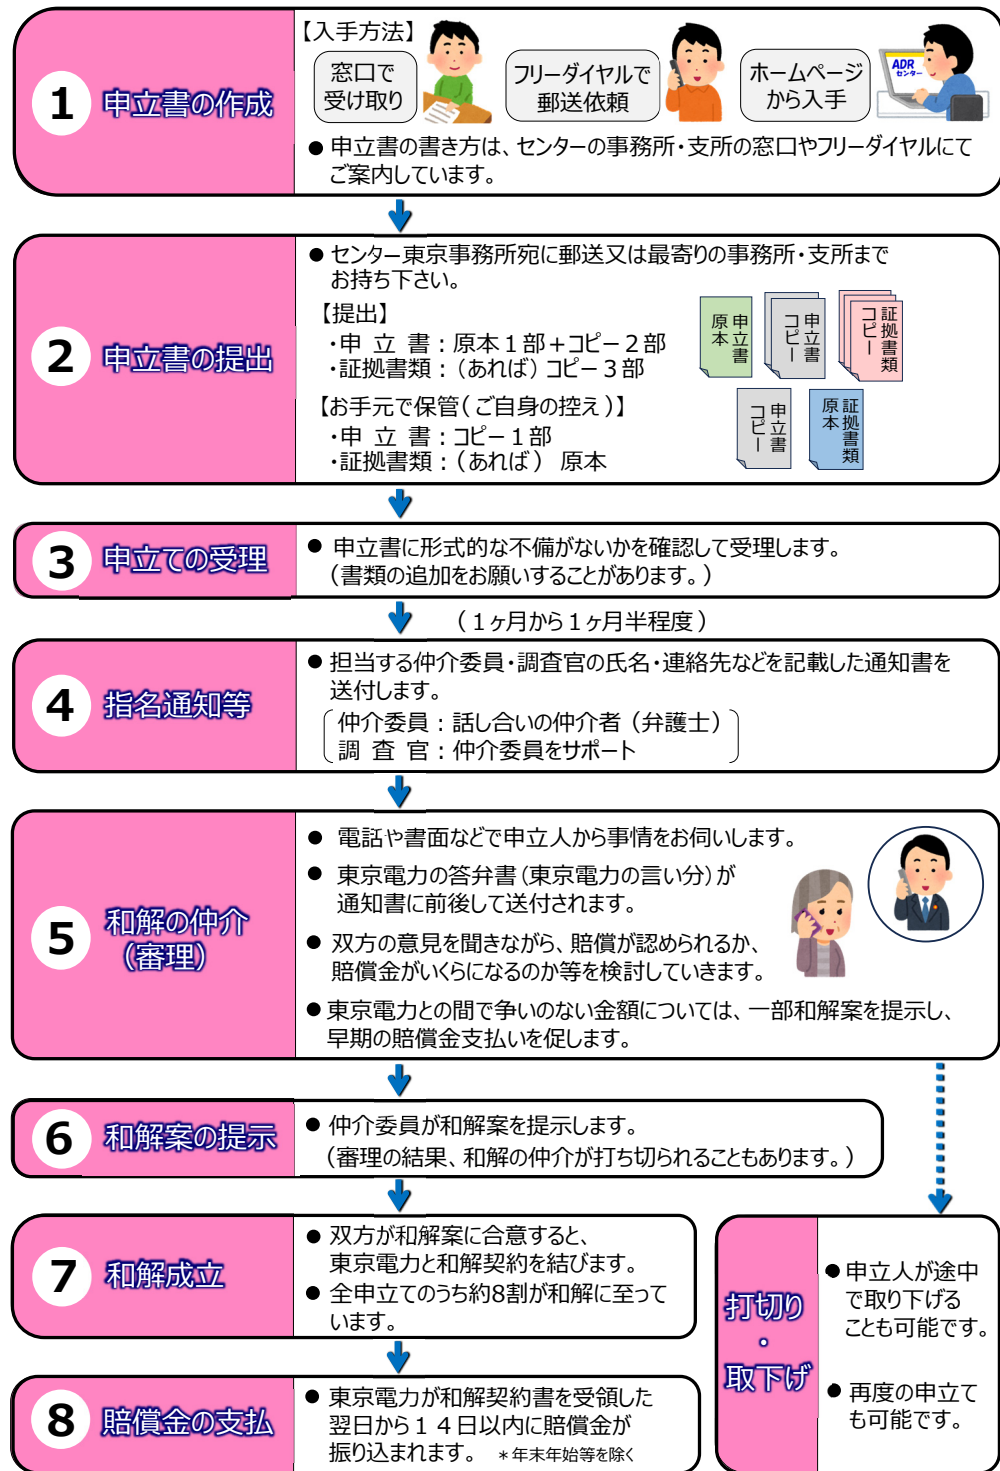 1 申立書の作成
【入手方法】
窓口で
受け取り
フリーダイヤルで
郵送依頼
ホームページ
から入手
ADR
センター
● 申立書の書き方は、センターの事務所・支所の窓口やフリーダイヤルにて
ご案内しています。
2 申立書の提出
● センター東京事務所宛に郵送又は最寄りの事務所・支所まで
お持ち下さい。
【提出】
・申 立 書：原本１部＋コピー２部
・証拠書類：（あれば）コピー３部
申立書
原本
申立書
コピー
証拠書類
コピー
【お手元で保管（ご自身の控え）】
・申 立 書：コピー１部
・証拠書類：（あれば） 原本
申立書
コピー
証拠書類
原本
3 申立ての受理
● 申立書に形式的な不備がないかを確認して受理します。
（書類の追加をお願いすることがあります。）
（１ヶ月から１ヶ月半程度）
4 指名通知等
● 担当する仲介委員・調査官の氏名・連絡先などを記載した通知書を
送付します。
仲介委員：話し合いの仲介者（弁護士）
調 査 官：仲介委員をサポート
5 和解の仲介
（審理）
● 電話や書面などで申立人から事情をお伺いします。
● 東京電力の答弁書（東京電力の言い分）が
通知書に前後して送付されます。
● 双方の意見を聞きながら、賠償が認められるか、
賠償金がいくらになるのか等を検討していきます。
● 東京電力との間で争いのない金額については、一部和解案を提示し、
早期の賠償金支払いを促します。
6 和解案の提示
● 仲介委員が和解案を提示します。
（審理の結果、和解の仲介が打ち切られることもあります。）
7 和解成立
● 双方が和解案に合意すると、
東京電力と和解契約を結びます。
● 全申立てのうち約8割が和解に至って
います。
8 賠償金の支払
● 東京電力が和解契約書を受領した
翌日から１４日以内に賠償金が
振り込まれます。 ＊年末年始等を除く
打切り
・
取下げ
● 申立人が途中
で取り下げる
ことも可能です。
● 再度の申立て
も可能です。